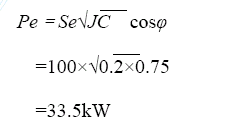 Pe = Se√JC cosφ
=100×√0.2×0.75
=33.5kW